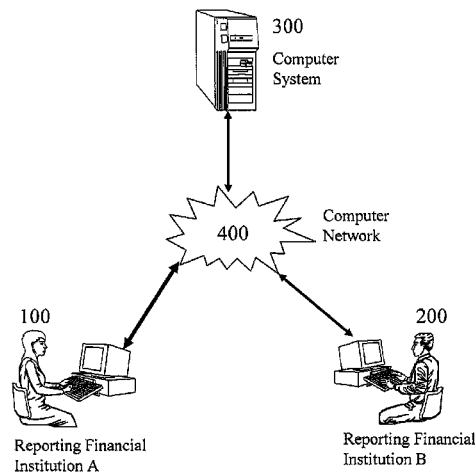 300
Computer
System
400
Computer
Network
100
200
Reporting Financial
Institution A
Reporting Financial
Institution B